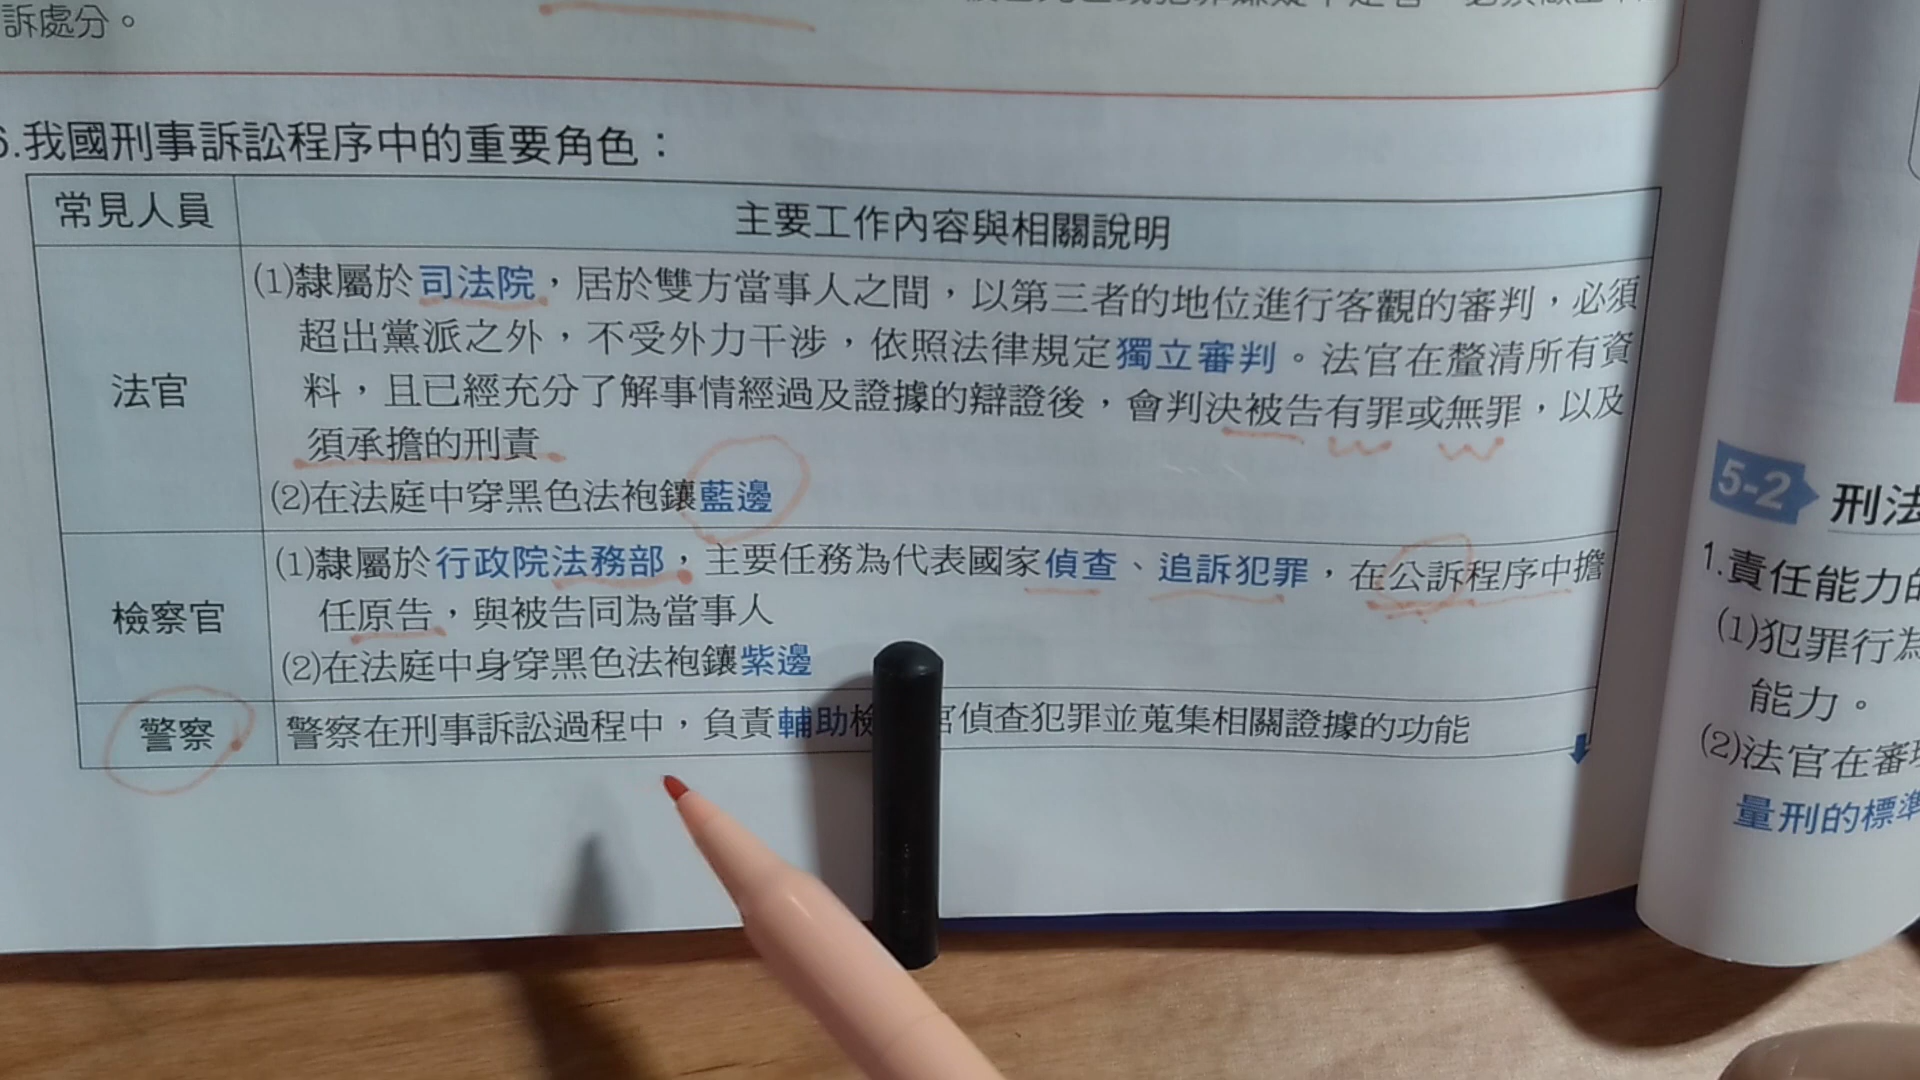 訴處分。
6.我國刑事訴訟程序中的重要角色：
常見人員
主要工作內容與相關說明
法官
(1)隸屬於司法院，居於雙方當事人之間，以第三者的地位進行客觀的審判，必須
超出黨派之外，不受外力干涉，依照法律規定獨立審判。法官在釐清所有資
料，且已經充分了解事情經過及證據的辯證後，會判決被告有罪或無罪，以及
須承擔的刑責
(2)在法庭中穿黑色法袍鑲藍邊
檢察官
(1)隸屬於行政院法務部，主要任務為代表國家偵查、追訴犯罪，在公訴程序中擔
任原告，與被告同為當事人
(2)在法庭中身穿黑色法袍鑲紫邊
警察
警察在刑事訴訟過程中，負責輔助檢 官偵查犯罪並蒐集相關證據的功能
5-2 刑法
1.責任能力的
(1)犯罪行為
能力。
(2)法官在審理
量刑的標準